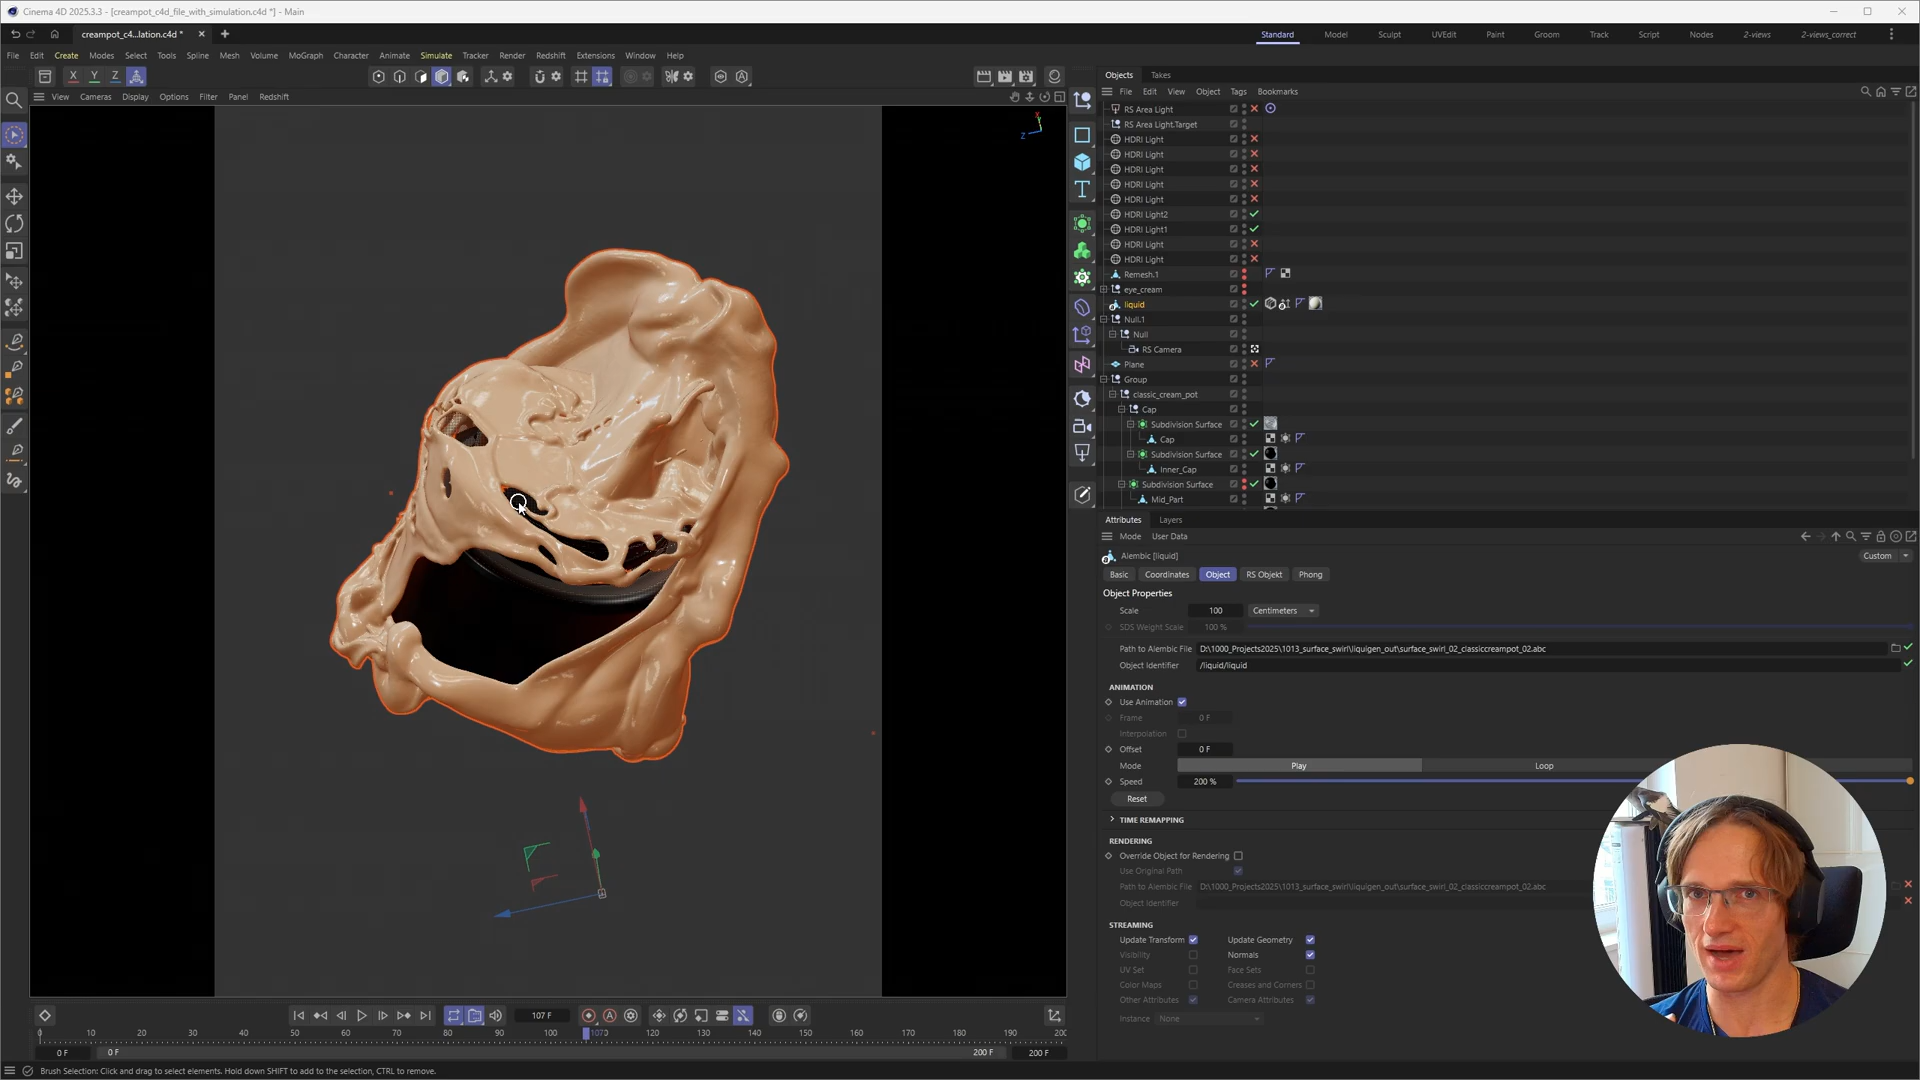 Cinema 4D 2025.3.3 - [creampot_c4d_file_with_simulation.c4d *] - Main
creampot_c4...lation.c4d *
Standard Model Sculpt UVEdit Paint Groom Track Script Nodes 2-views 2-views_correct
File Edit Create Modes Select Tools Spline Mesh Volume MoGraph Character Animate Simulate Tracker Render Redshift Extensions Window Help
X Y Z
Objects Takes
View Cameras Display Options Filter Panel Redshift
File Edit View Object Tags Bookmarks
RS Area Light
RS Area Light.Target
HDRI Light
HDRI Light
HDRI Light
HDRI Light
HDRI Light
HDRI Light2
HDRI Light1
HDRI Light
HDRI Light
Remesh.1
eye_cream
liquid
Null.1
Null
RS Camera
Plane
Group
classic_cream_pot
Cap
Subdivision Surface
Cap
Subdivision Surface
Inner_Cap
Subdivision Surface
Mid_Part
Attributes Layers
Mode User Data
Alembic [liquid]
Custom
Basic Coordinates Object RS Objekt Phong
Object Properties
Scale 100 Centimeters
SDS Weight Scale 100 %
Path to Alembic File D:\1000_Projects2025\1013_surface_swirl\liquigen_out\surface_swirl_02_classiccreampot_02.abc
Object Identifier /liquid/liquid
ANIMATION
Use Animation
Frame 0 F
Interpolation
Offset 0 F
Mode Play Loop
Speed 200 %
Reset
TIME REMAPPING
RENDERING
Override Object for Rendering
Use Original Path
Path to Alembic File D:\1000_Projects2025\1013_surface_swirl\liquigen_out\surface_swirl_02_classiccreampot_02.abc
Object Identifier
STREAMING
Update Transform Update Geometry
Visibility Normals
UV Set Face Sets
Color Maps Creases and Corners
Other Attributes Camera Attributes
Instance None
107 F
0 10 20 30 40 50 60 70 80 90 100 1070 120 130 140 150 160 170 180 190 200
0 F 0 F 200 F 200 F
Brush Selection: Click and drag to select elements. Hold down SHIFT to add to the selection, CTRL to remove.